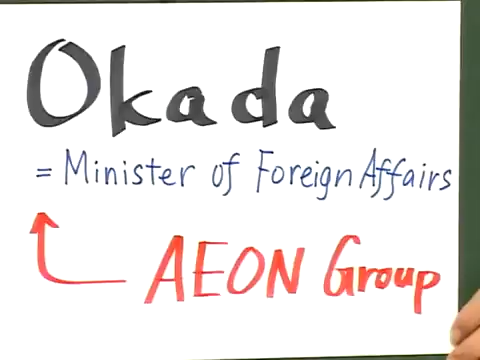 Okada
= Minister of Foreign Affairs
AEON Group